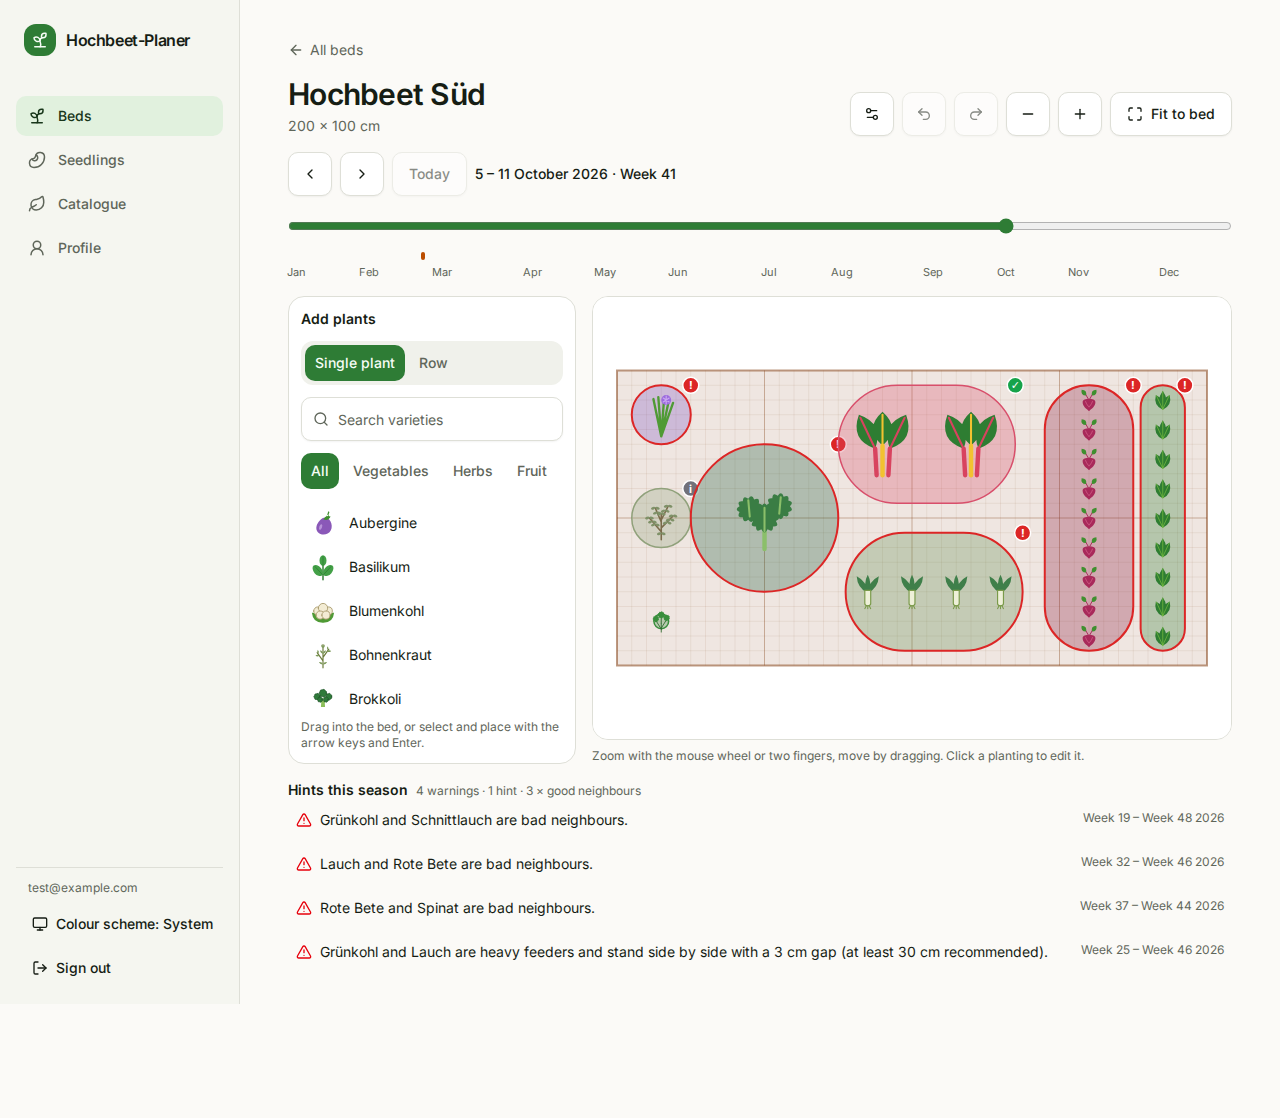 Hochbeet-Planer
Beds
Seedlings
Catalogue
Profile
test@example.com
Colour scheme: System
Sign out
All beds
Hochbeet Süd
200 × 100 cm
Fit to bed
Today
5 – 11 October 2026 · Week 41
Jan Feb Mar Apr May Jun Jul Aug Sep Oct Nov Dec
Add plants
Single plant Row
Search varieties
All Vegetables Herbs Fruit
Aubergine
Basilikum
Blumenkohl
Bohnenkraut
Brokkoli
Drag into the bed, or select and place with the
arrow keys and Enter.
Zoom with the mouse wheel or two fingers, move by dragging. Click a planting to edit it.
Hints this season 4 warnings · 1 hint · 3 × good neighbours
Grünkohl and Schnittlauch are bad neighbours. Week 19 – Week 48 2026
Lauch and Rote Bete are bad neighbours. Week 32 – Week 46 2026
Rote Bete and Spinat are bad neighbours. Week 37 – Week 44 2026
Grünkohl and Lauch are heavy feeders and stand side by side with a 3 cm gap (at least 30 cm recommended). Week 25 – Week 46 2026